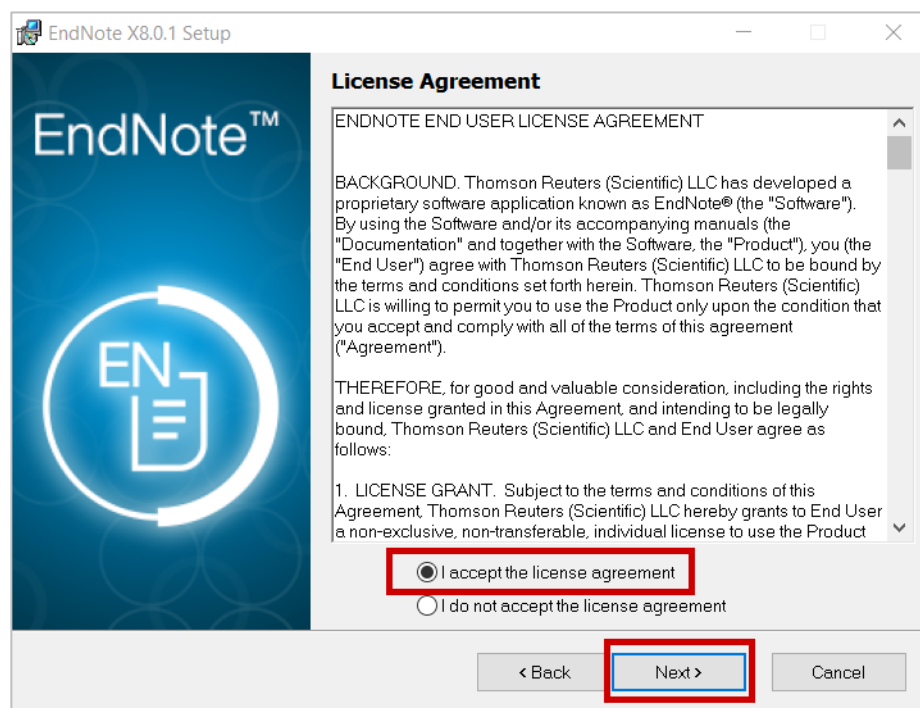 EndNote X8.0.1 Setup
EndNote™
EN
License Agreement
ENDNOTE END USER LICENSE AGREEMENT
BACKGROUND. Thomson Reuters (Scientific) LLC has developed a
proprietary software application known as EndNote® (the "Software").
By using the Software and/or its accompanying manuals (the
"Documentation" and together with the Software, the "Product"), you (the
"End User") agree with Thomson Reuters (Scientific) LLC to be bound by
the terms and conditions set forth herein. Thomson Reuters (Scientific)
LLC is willing to permit you to use the Product only upon the condition that
you accept and comply with all of the terms of this agreement
("Agreement").
THEREFORE, for good and valuable consideration, including the rights
and license granted in this Agreement, and intending to be legally
bound, Thomson Reuters (Scientific) LLC and End User agree as
follows:
1. LICENSE GRANT. Subject to the terms and conditions of this
Agreement, Thomson Reuters (Scientific) LLC hereby grants to End User
a non-exclusive, non-transferable, individual license to use the Product
I accept the license agreement
I do not accept the license agreement
< Back Next > Cancel